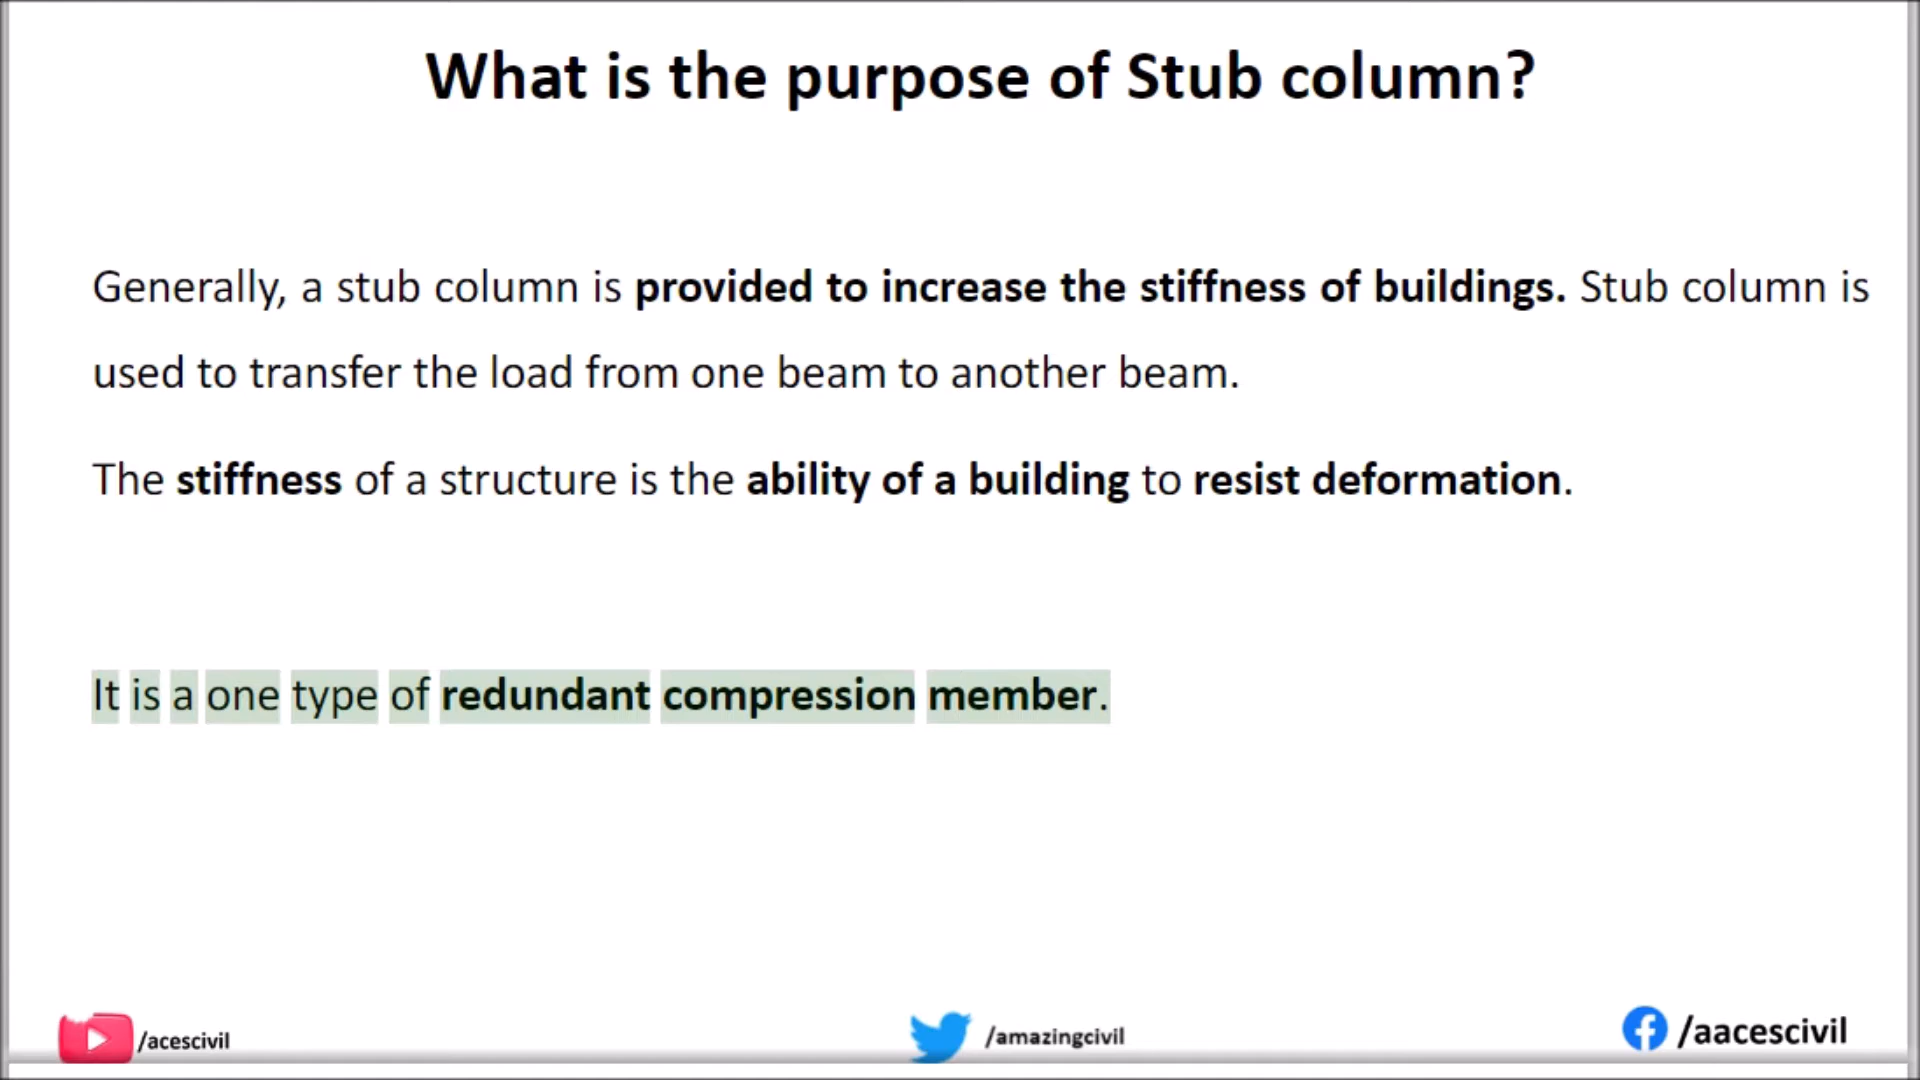 What is the purpose of Stub column?
Generally, a stub column is provided to increase the stiffness of buildings. Stub column is
used to transfer the load from one beam to another beam.
The stiffness of a structure is the ability of a building to resist deformation.
It is a one type of redundant compression member.
/acescivil
/amazingcivil
/aacescivil